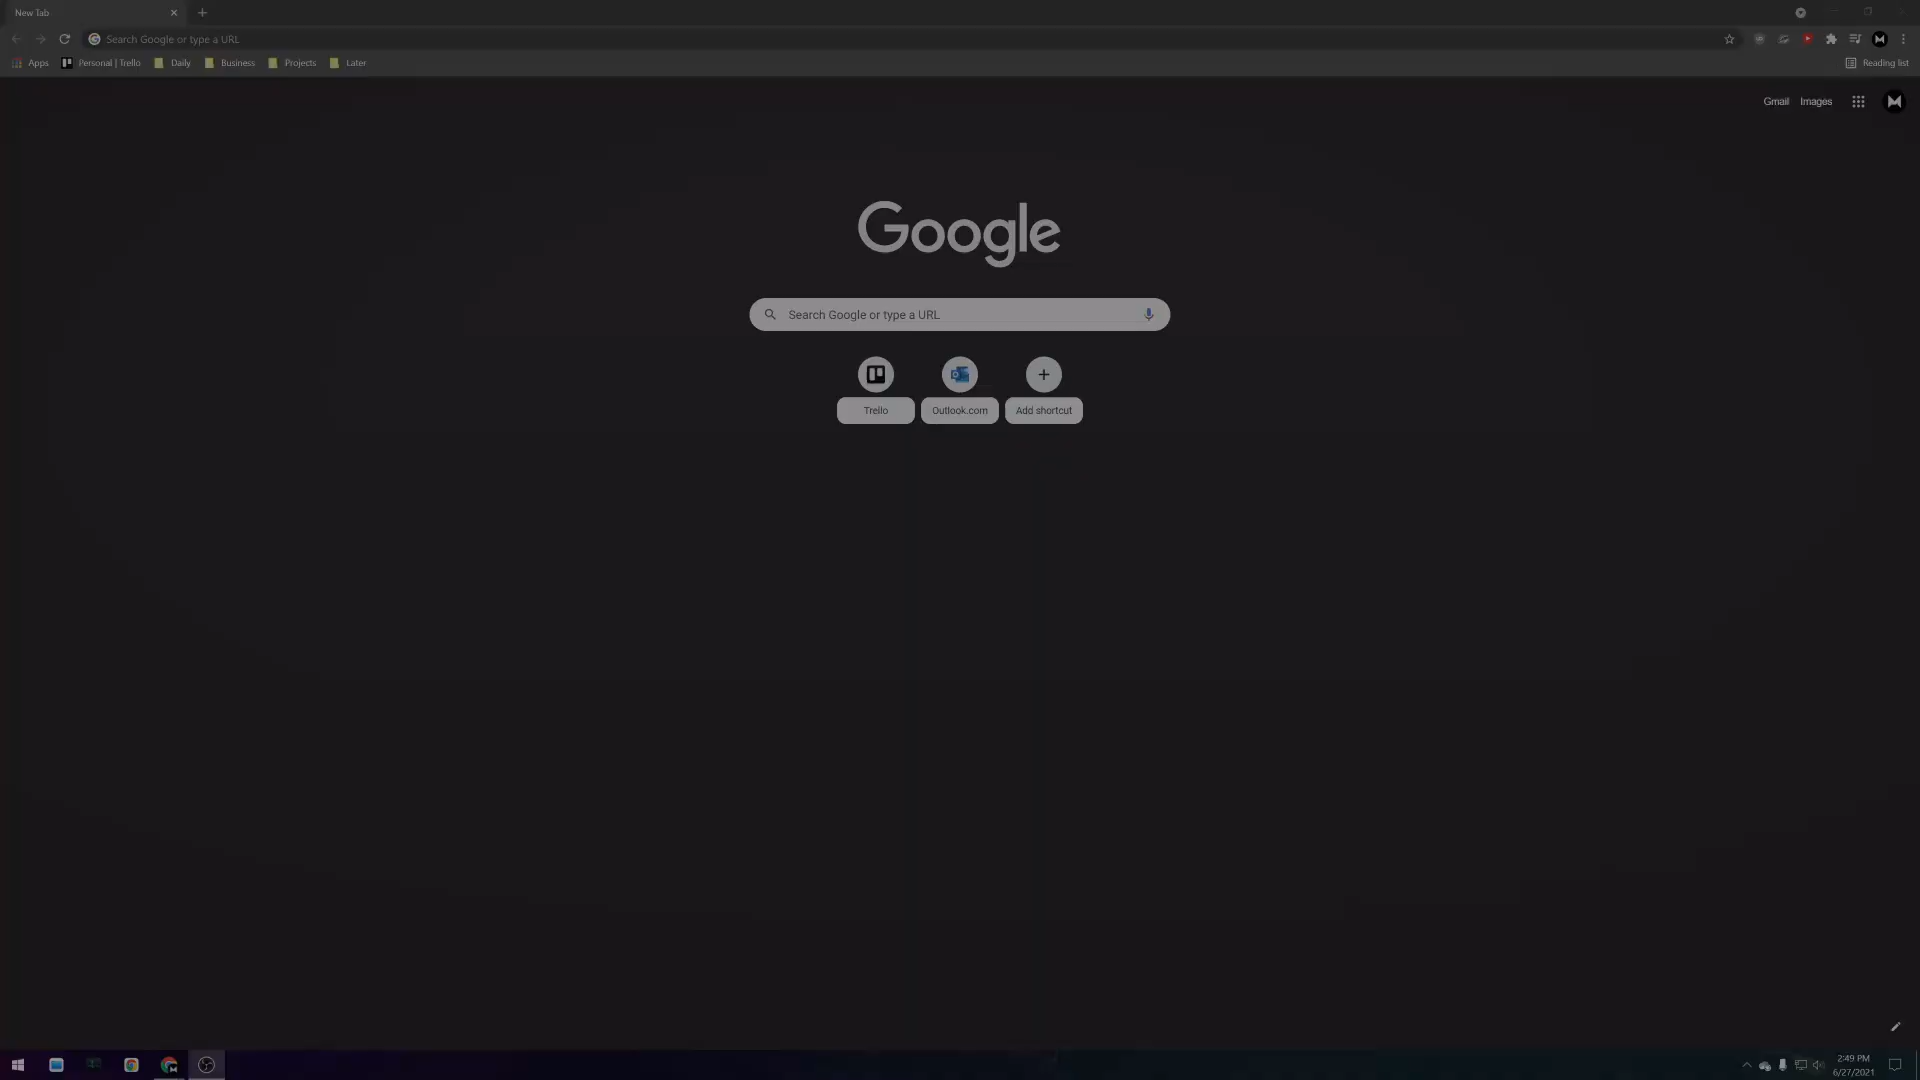 New Tab
Search Google or type a URL
Apps
Personal | Trello
Daily
Business
Projects
Later
Reading list
Gmail
Images
Google
Search Google or type a URL
Trello
Outlook.com
Add shortcut
2:49 PM
6/27/2021